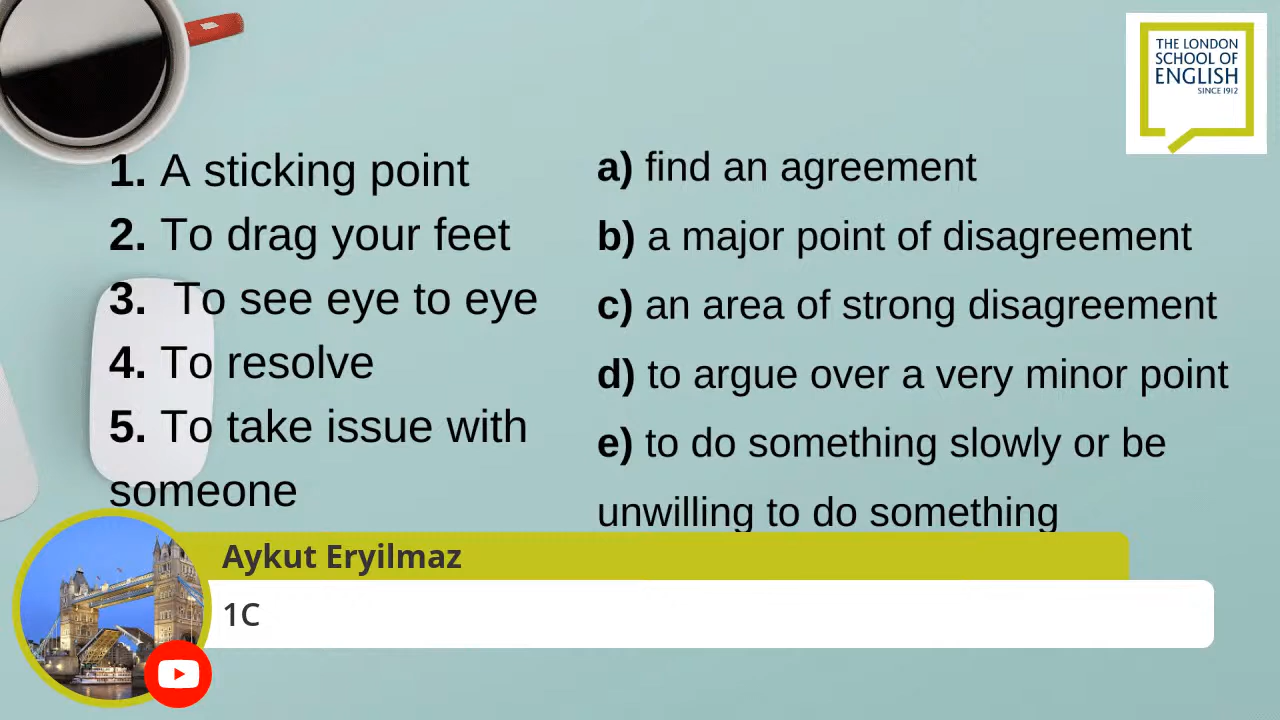 THE LONDON
SCHOOL OF
ENGLISH
SINCE 1912
1. A sticking point
2. To drag your feet
3. To see eye to eye
4. To resolve
5. To take issue with
someone
a) find an agreement
b) a major point of disagreement
c) an area of strong disagreement
d) to argue over a very minor point
e) to do something slowly or be
unwilling to do something
Aykut Eryilmaz
1C